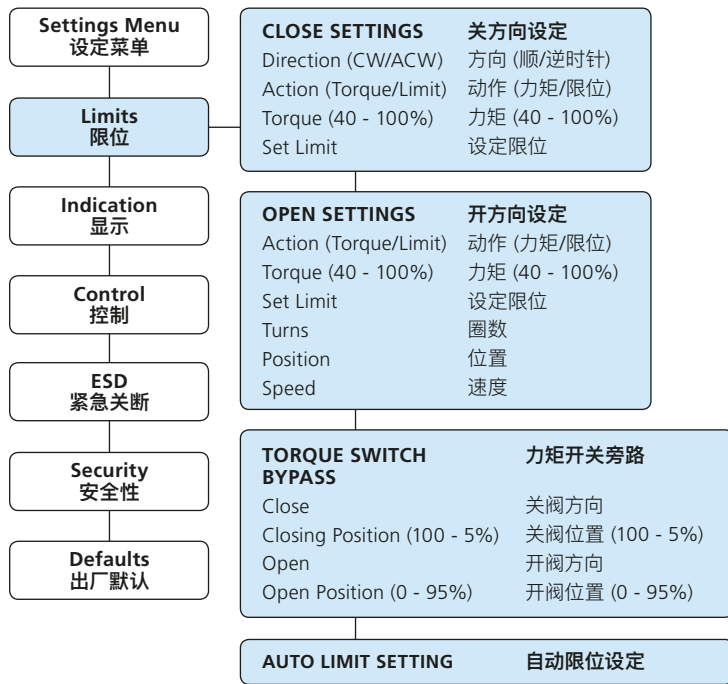 Settings Menu
设定菜单
Limits
限位
Indication
显示
Control
控制
ESD
紧急关断
Security
安全性
Defaults
出厂默认
CLOSE SETTINGS 关方向设定
Direction (CW/ACW) 方向 (顺/逆时针)
Action (Torque/Limit) 动作 (力矩/限位)
Torque (40 - 100%) 力矩 (40 - 100%)
Set Limit 设定限位
OPEN SETTINGS 开方向设定
Action (Torque/Limit) 动作 (力矩/限位)
Torque (40 - 100%) 力矩 (40 - 100%)
Set Limit 设定限位
Turns 圈数
Position 位置
Speed 速度
TORQUE SWITCH 力矩开关旁路
BYPASS
Close 关阀方向
Closing Position (100 - 5%) 关阀位置 (100 - 5%)
Open 开阀方向
Open Position (0 - 95%) 开阀位置 (0 - 95%)
AUTO LIMIT SETTING 自动限位设定